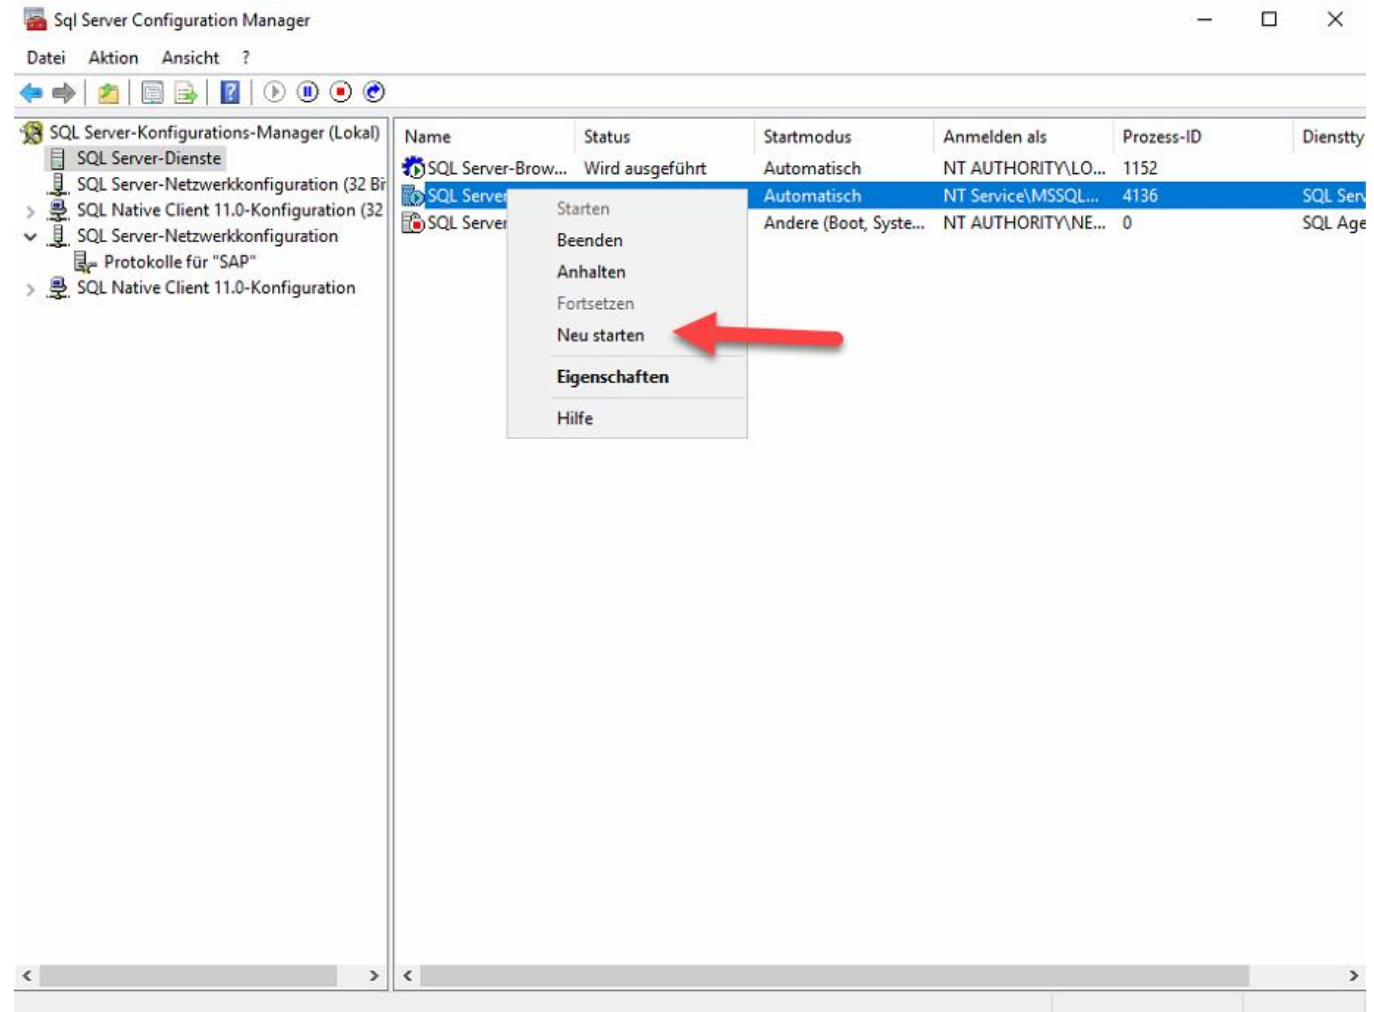 Sql Server Configuration Manager
Datei Aktion Ansicht ?
SQL Server-Konfigurations-Manager (Lokal)
SQL Server-Dienste
SQL Server-Netzwerkkonfiguration (32 Bi
SQL Native Client 11.0-Konfiguration (32
SQL Server-Netzwerkkonfiguration
Protokolle für "SAP"
SQL Native Client 11.0-Konfiguration
Name Status Startmodus Anmelden als Prozess-ID Dienstty
SQL Server-Brow... Wird ausgeführt Automatisch NT AUTHORITY\LO... 1152
SQL Server Automatisch NT Service\MSSQL... 4136 SQL Serv
SQL Server Andere (Boot, Syste... NT AUTHORITY\NE... 0 SQL Age
Starten
Beenden
Anhalten
Fortsetzen
Neu starten
Eigenschaften
Hilfe